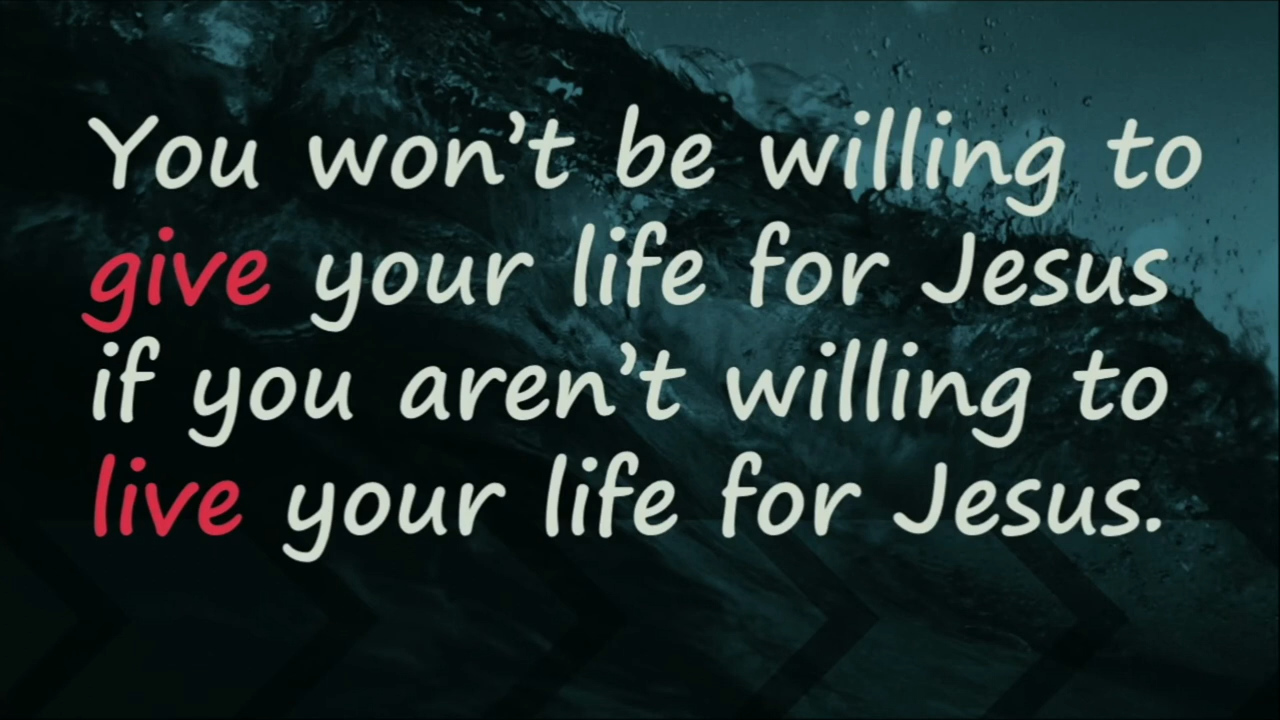 You won't be willing to
give your life for Jesus
if you aren't willing to
live your life for Jesus.